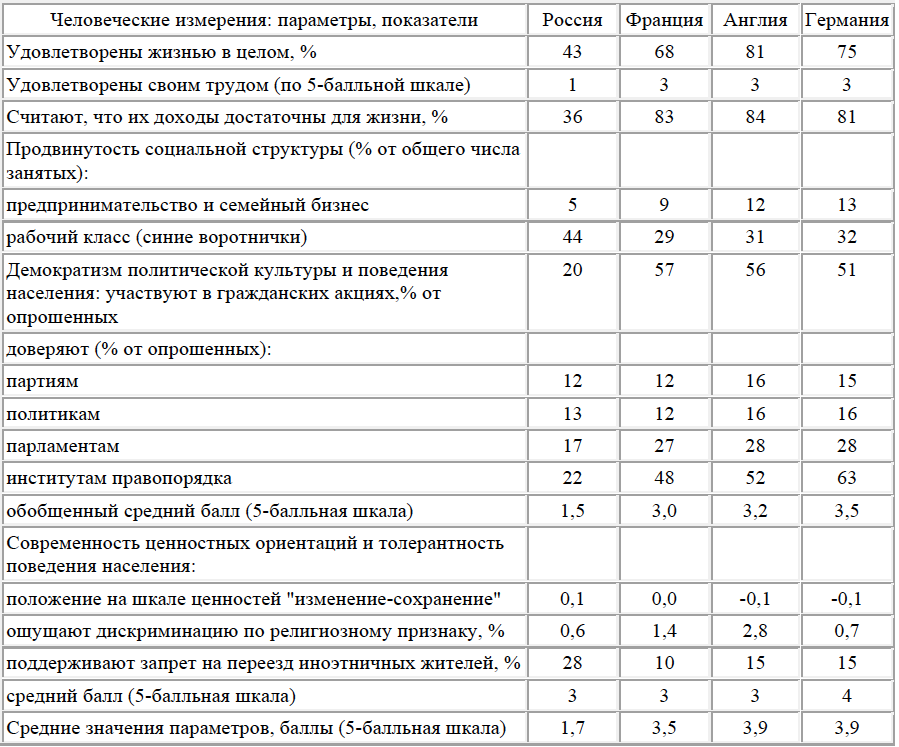 Человеческие измерения: параметры, показатели Россия Франция Англия Германия
Удовлетворены жизнью в целом, % 43 68 81 75
Удовлетворены своим трудом (по 5-балльной шкале) 1 3 3 3
Считают, что их доходы достаточны для жизни, % 36 83 84 81
Продвинутость социальной структуры (% от общего числа
занятых):
предпринимательство и семейный бизнес 5 9 12 13
рабочий класс (синие воротнички) 44 29 31 32
Демократизм политической культуры и поведения 20 57 56 51
населения: участвуют в гражданских акциях,% от
опрошенных
доверяют (% от опрошенных):
партиям 12 12 16 15
политикам 13 12 16 16
парламентам 17 27 28 28
институтам правопорядка 22 48 52 63
обобщенный средний балл (5-балльная шкала) 1,5 3,0 3,2 3,5
Современность ценностных ориентаций и толерантность
поведения населения:
положение на шкале ценностей "изменение-сохранение" 0,1 0,0 -0,1 -0,1
ощущают дискриминацию по религиозному признаку, % 0,6 1,4 2,8 0,7
поддерживают запрет на переезд иноэтничных жителей, % 28 10 15 15
средний балл (5-балльная шкала) 3 3 3 4
Средние значения параметров, баллы (5-балльная шкала) 1,7 3,5 3,9 3,9